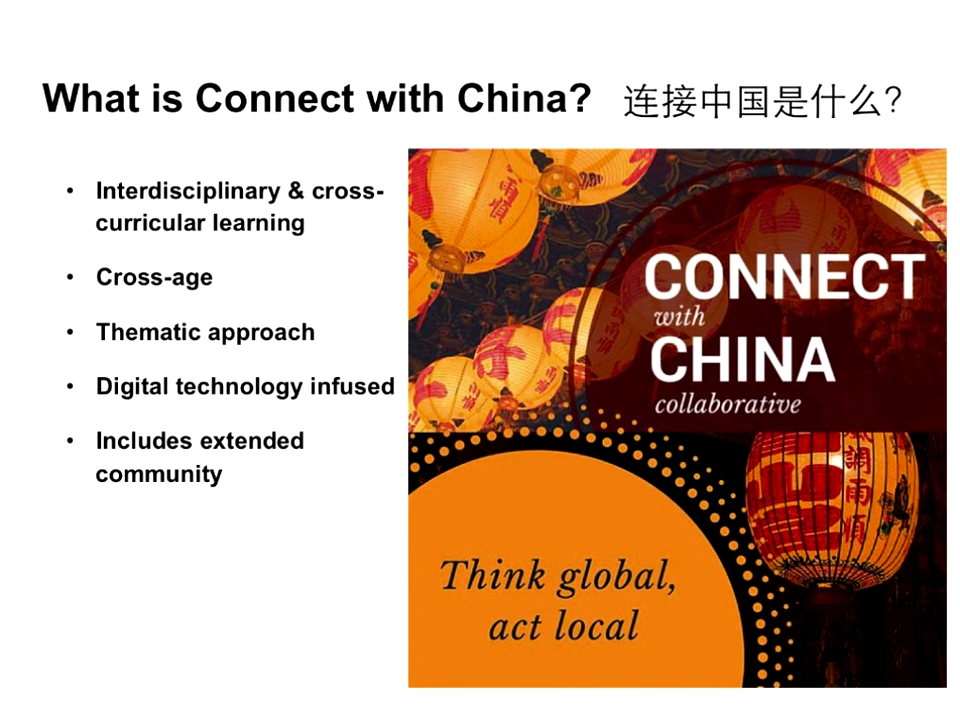 What is Connect with China? 连接中国是什么?
• Interdisciplinary & cross-
curricular learning
• Cross-age
• Thematic approach
• Digital technology infused
• Includes extended
community
CONNECT
with
CHINA
collaborative
Think global,
act local